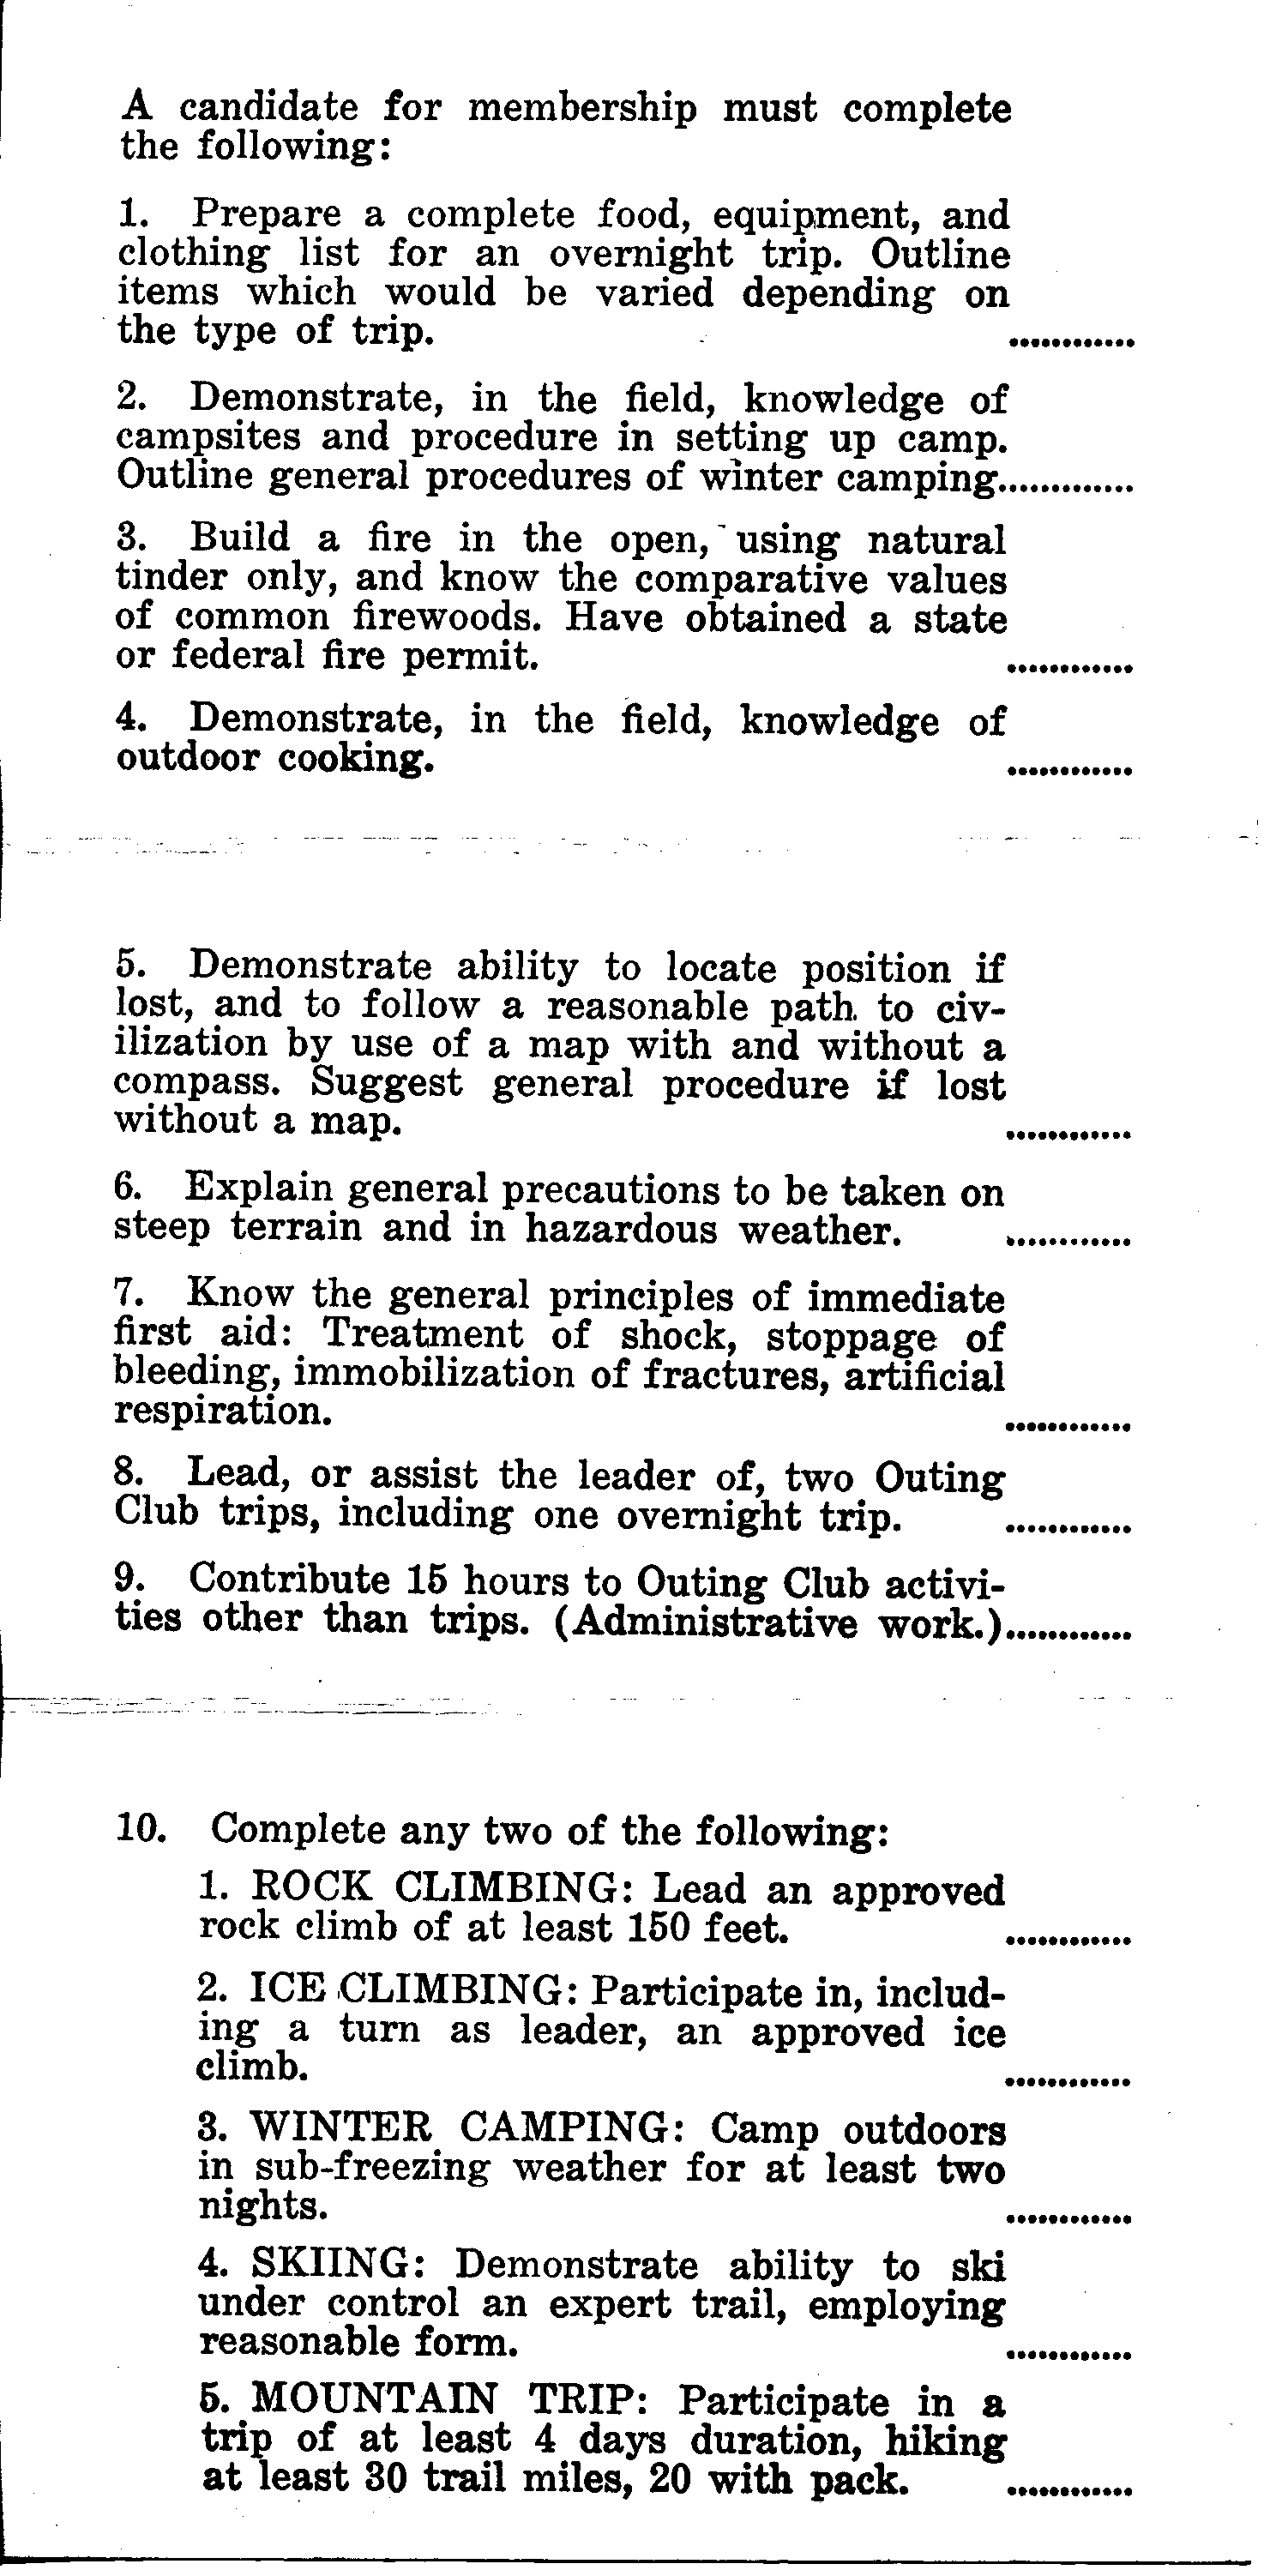 A candidate for membership must complete
the following:
1. Prepare a complete food, equipment, and
clothing list for an overnight trip. Outline
items which would be varied depending on
the type of trip. ............
2. Demonstrate, in the field, knowledge of
campsites and procedure in setting up camp.
Outline general procedures of winter camping.............
3. Build a fire in the open, using natural
tinder only, and know the comparative values
of common firewoods. Have obtained a state
or federal fire permit. ............
4. Demonstrate, in the field, knowledge of
outdoor cooking. ............
5. Demonstrate ability to locate position if
lost, and to follow a reasonable path to civ-
ilization by use of a map with and without a
compass. Suggest general procedure if lost
without a map. ............
6. Explain general precautions to be taken on
steep terrain and in hazardous weather. ............
7. Know the general principles of immediate
first aid: Treatment of shock, stoppage of
bleeding, immobilization of fractures, artificial
respiration. ............
8. Lead, or assist the leader of, two Outing
Club trips, including one overnight trip. ............
9. Contribute 15 hours to Outing Club activi-
ties other than trips. (Administrative work.)............
10. Complete any two of the following:
1. ROCK CLIMBING: Lead an approved
rock climb of at least 150 feet. ............
2. ICE CLIMBING: Participate in, includ-
ing a turn as leader, an approved ice
climb. ............
3. WINTER CAMPING: Camp outdoors
in sub-freezing weather for at least two
nights. ............
4. SKIING: Demonstrate ability to ski
under control an expert trail, employing
reasonable form. ............
5. MOUNTAIN TRIP: Participate in a
trip of at least 4 days duration, hiking
at least 30 trail miles, 20 with pack. ............